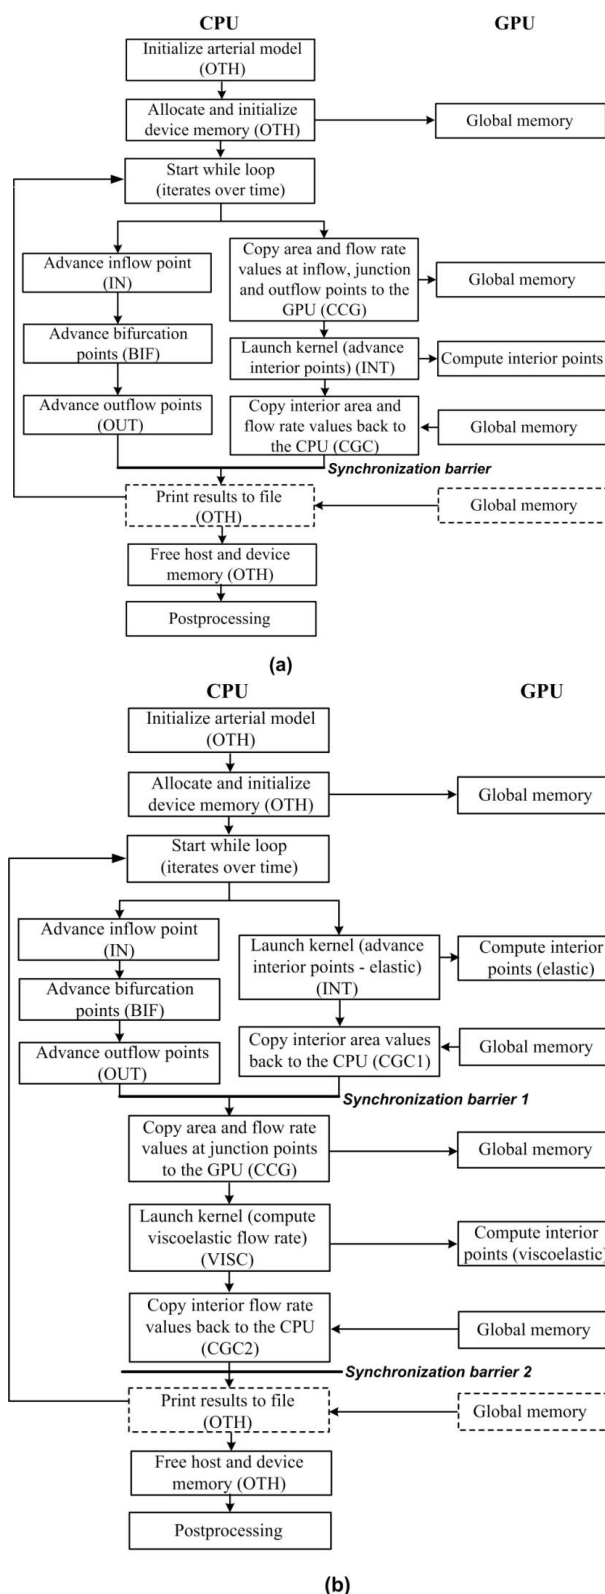 CPU
GPU
Initialize arterial model
(OTH)
Allocate and initialize
device memory (OTH)
Global memory
Start while loop
(iterates over time)
Advance inflow point
(IN)
Advance bifurcation
points (BIF)
Advance outflow points
(OUT)
Copy area and flow rate
values at inflow, junction
and outflow points to the
GPU (CCG)
Global memory
Launch kernel (advance
interior points) (INT)
Compute interior points
Copy interior area and
flow rate values back to
the CPU (CGC)
Global memory
Synchronization barrier
Print results to file
(OTH)
Global memory
Free host and device
memory (OTH)
Postprocessing
(a)
CPU
GPU
Initialize arterial model
(OTH)
Allocate and initialize
device memory (OTH)
Global memory
Start while loop
(iterates over time)
Advance inflow point
(IN)
Advance bifurcation
points (BIF)
Advance outflow points
(OUT)
Launch kernel (advance
interior points - elastic)
(INT)
Compute interior
points (elastic)
Copy interior area values
back to the CPU (CGC1)
Global memory
Synchronization barrier 1
Copy area and flow rate
values at junction points
to the GPU (CCG)
Global memory
Launch kernel (compute
viscoelastic flow rate)
(VISC)
Compute interior
points (viscoelastic)
Copy interior flow rate
values back to the CPU
(CGC2)
Global memory
Synchronization barrier 2
Print results to file
(OTH)
Global memory
Free host and device
memory (OTH)
Postprocessing
(b)